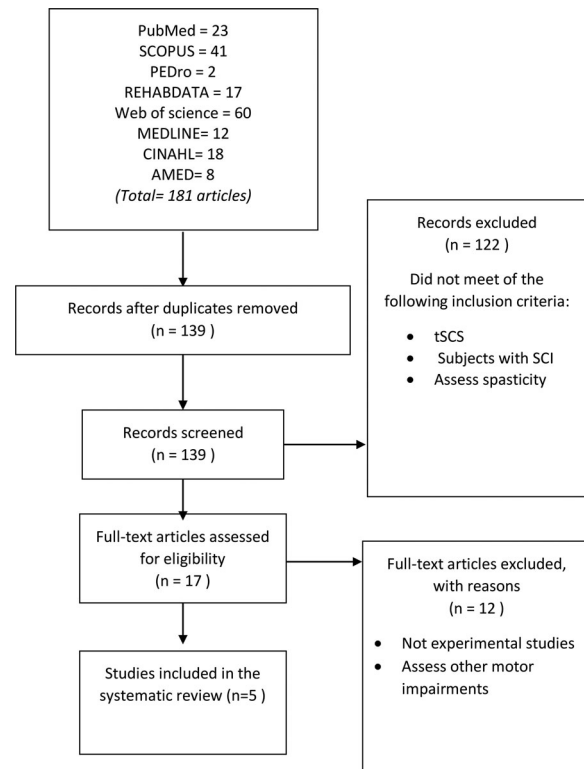 PubMed = 23
SCOPUS = 41
PEDro = 2
REHABDATA = 17
Web of science = 60
MEDLINE= 12
CINAHL = 18
AMED= 8
(Total= 181 articles)
Records after duplicates removed
(n = 139 )
Records screened
(n = 139 )
Records excluded
(n = 122 )
Did not meet of the
following inclusion criteria:
• tSCS
• Subjects with SCI
• Assess spasticity
Full-text articles assessed
for eligibility
(n = 17 )
Full-text articles excluded,
with reasons
(n = 12 )
• Not experimental studies
• Assess other motor
impairments
Studies included in the
systematic review (n=5 )